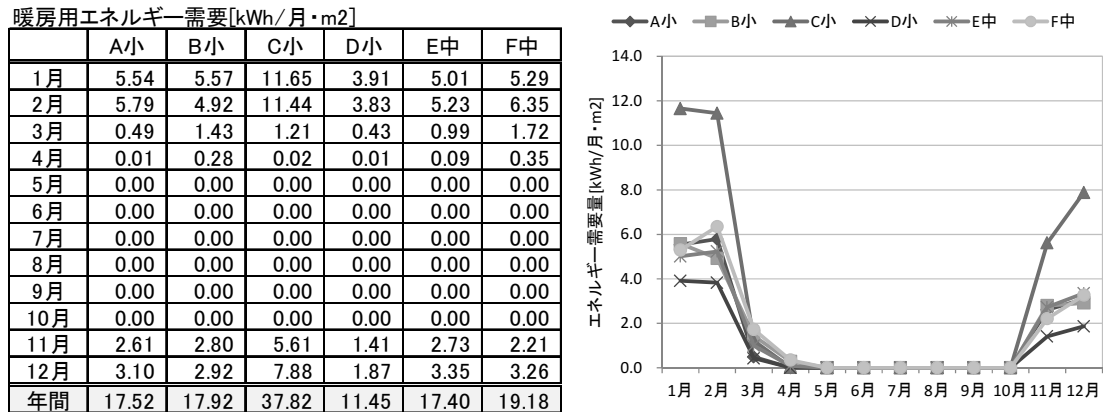 暖房用エネルギー需要[kWh/月・m2]
A小 B小 C小 D小 E中 F中
1月 5.54 5.57 11.65 3.91 5.01 5.29
2月 5.79 4.92 11.44 3.83 5.23 6.35
3月 0.49 1.43 1.21 0.43 0.99 1.72
4月 0.01 0.28 0.02 0.01 0.09 0.35
5月 0.00 0.00 0.00 0.00 0.00 0.00
6月 0.00 0.00 0.00 0.00 0.00 0.00
7月 0.00 0.00 0.00 0.00 0.00 0.00
8月 0.00 0.00 0.00 0.00 0.00 0.00
9月 0.00 0.00 0.00 0.00 0.00 0.00
10月 0.00 0.00 0.00 0.00 0.00 0.00
11月 2.61 2.80 5.61 1.41 2.73 2.21
12月 3.10 2.92 7.88 1.87 3.35 3.26
年間 17.52 17.92 37.82 11.45 17.40 19.18
A小 B小 C小 D小 E中 F中
エネルギー需要量[kWh/月・m2]
14.0
12.0
10.0
8.0
6.0
4.0
2.0
0.0
1月 2月 3月 4月 5月 6月 7月 8月 9月 10月 11月 12月